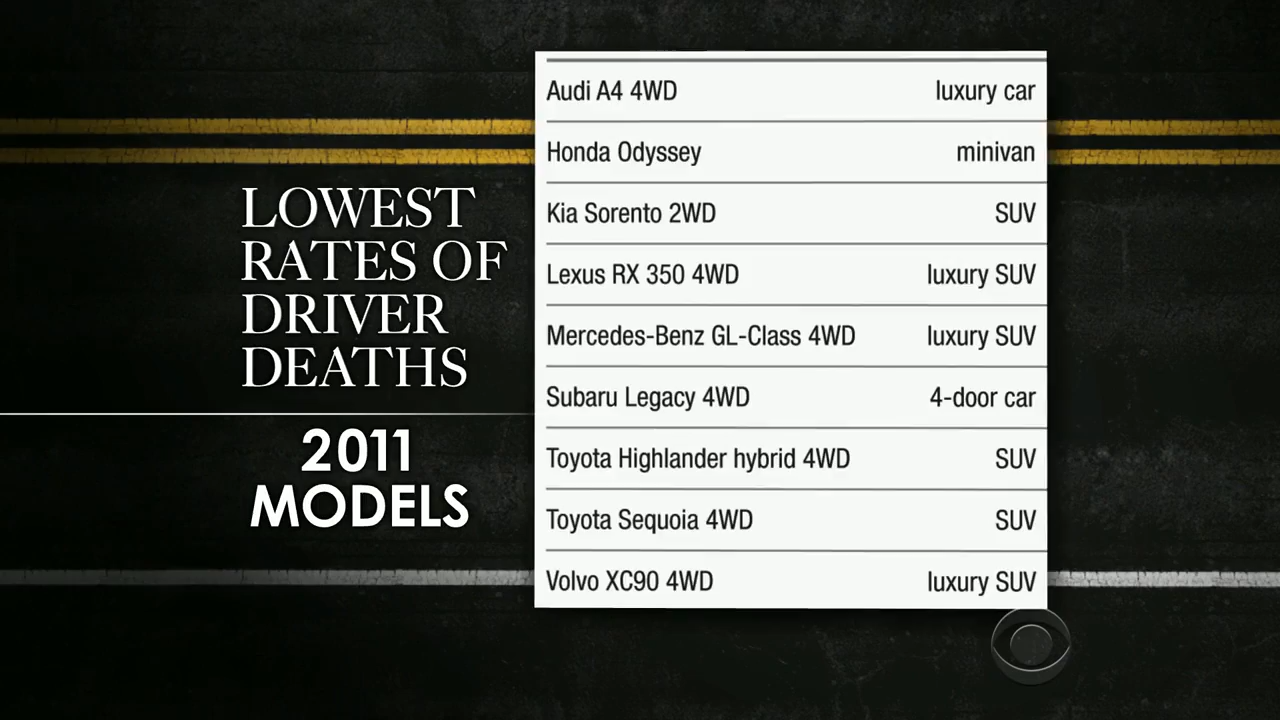 LOWEST
RATES OF
DRIVER
DEATHS
2011
MODELS
Audi A4 4WD luxury car
Honda Odyssey minivan
Kia Sorento 2WD SUV
Lexus RX 350 4WD luxury SUV
Mercedes-Benz GL-Class 4WD luxury SUV
Subaru Legacy 4WD 4-door car
Toyota Highlander hybrid 4WD SUV
Toyota Sequoia 4WD SUV
Volvo XC90 4WD luxury SUV